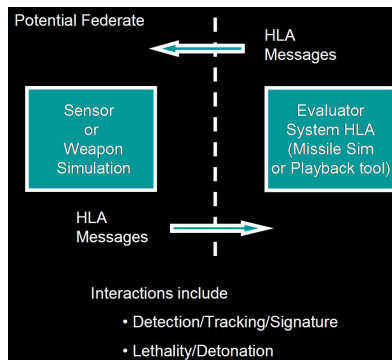 Potential Federate
HLA
Messages
Sensor
or
Weapon
Simulation
Evaluator
System HLA
(Missile Sim
or Playback tool)
HLA
Messages
Interactions include
• Detection/Tracking/Signature
• Lethality/Detonation